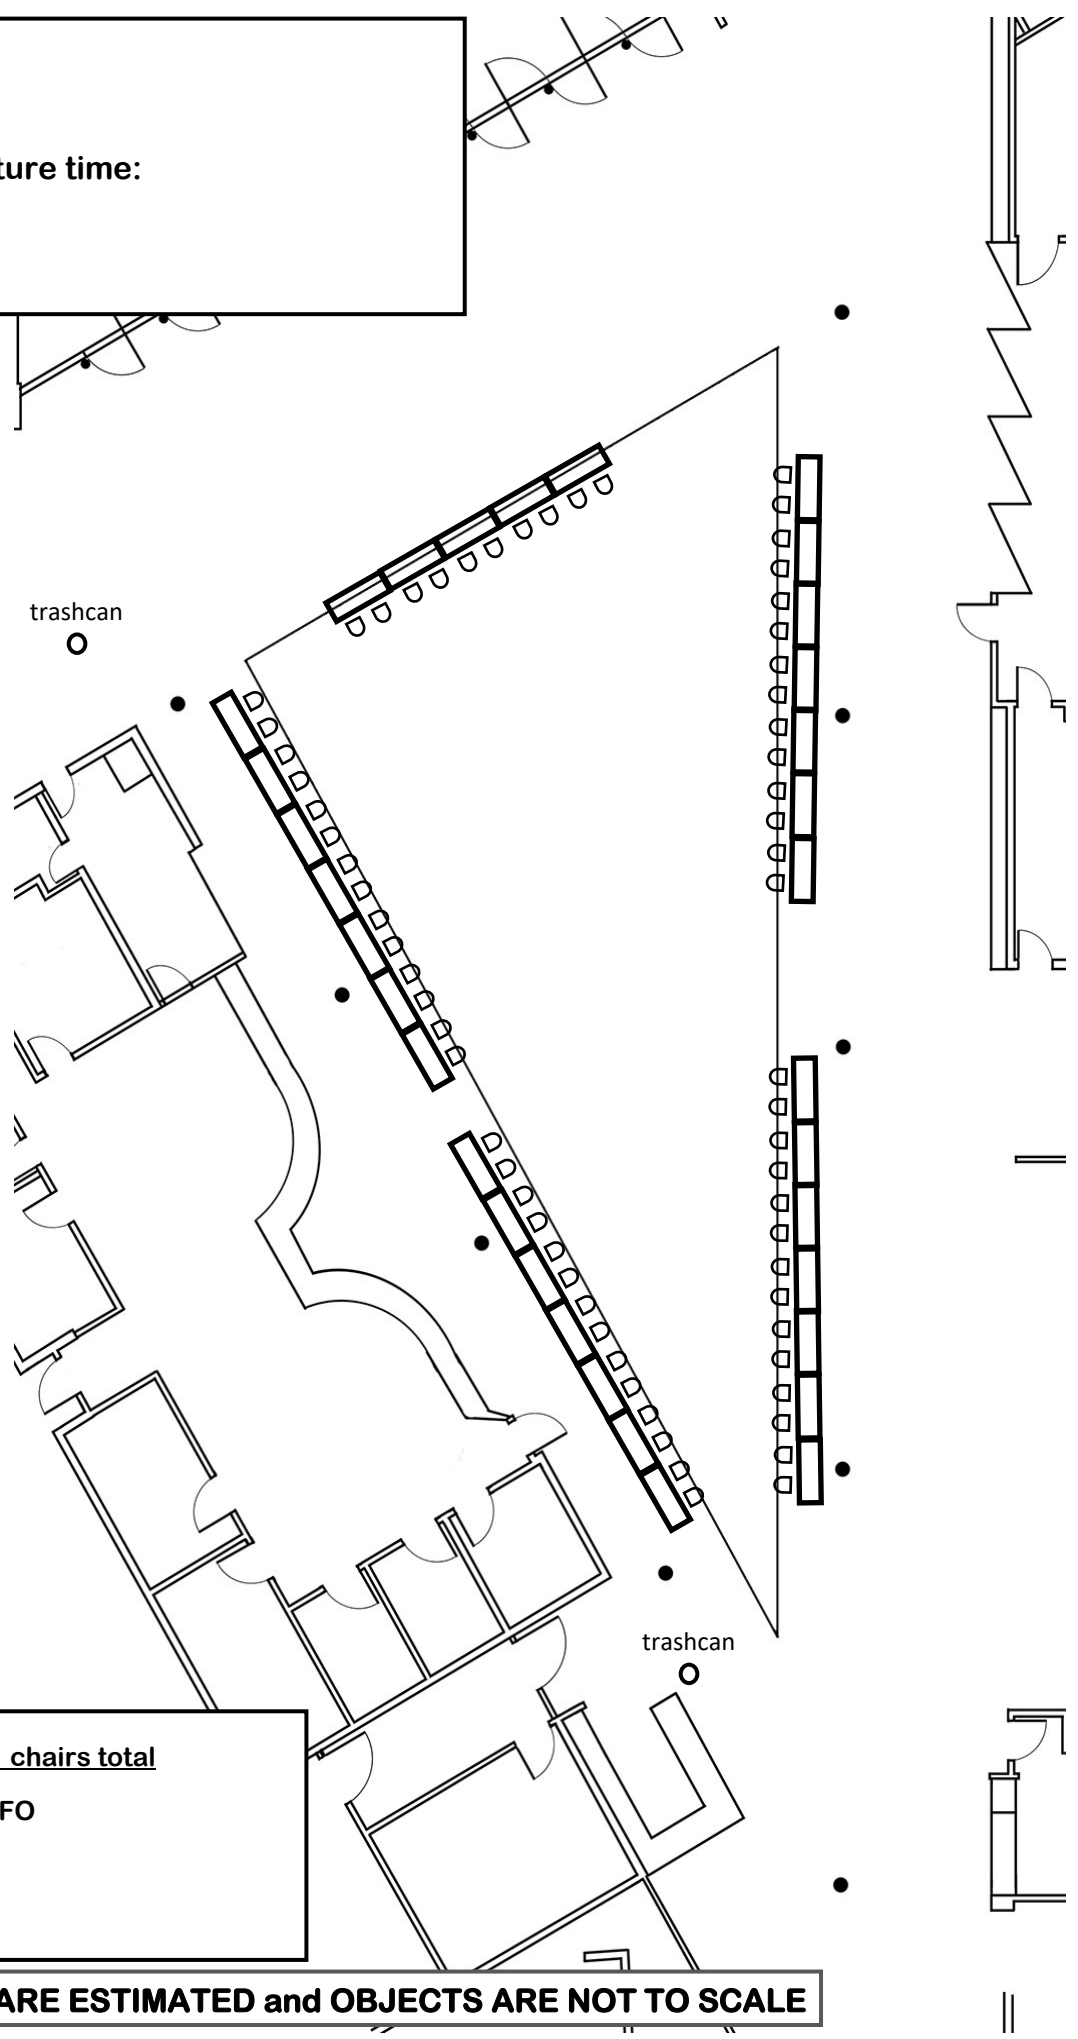 ture time:
trashcan
trashcan
chairs total
FO
ARE ESTIMATED and OBJECTS ARE NOT TO SCALE